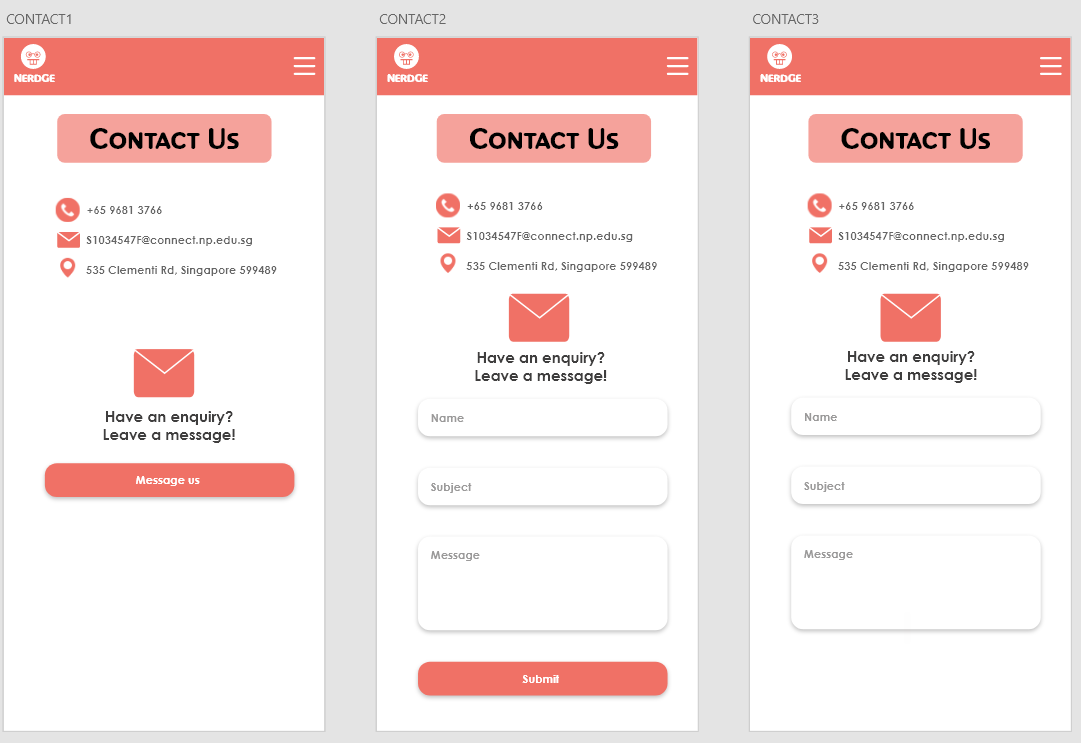 CONTACT1
NERDGE
Contact Us
+65 9681 3766
S1034547F@connect.np.edu.sg
535 Clementi Rd, Singapore 599489
Have an enquiry?
Leave a message!
Message us
CONTACT2
NERDGE
Contact Us
+65 9681 3766
S1034547F@connect.np.edu.sg
535 Clementi Rd, Singapore 599489
Have an enquiry?
Leave a message!
Name
Subject
Message
Submit
CONTACT3
NERDGE
Contact Us
+65 9681 3766
S1034547F@connect.np.edu.sg
535 Clementi Rd, Singapore 599489
Have an enquiry?
Leave a message!
Name
Subject
Message